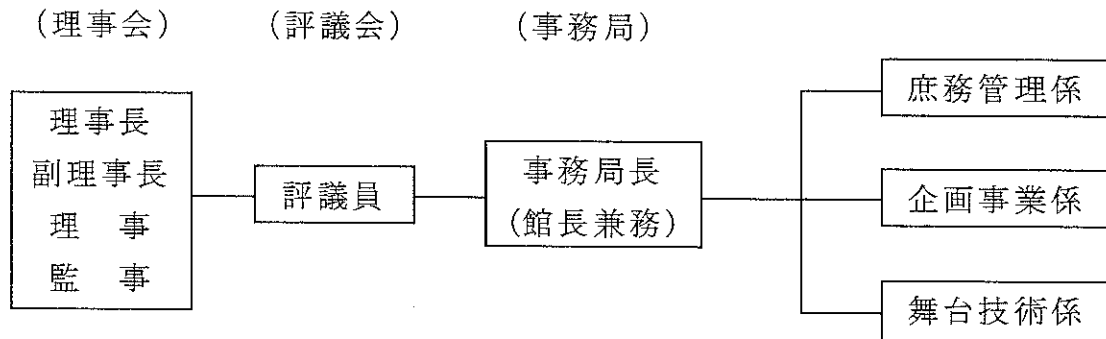 (理事会)
(評議会)
(事務局)
理事長
副理事長
理　事
監　事
評議員
事務局長
(館長兼務)
庶務管理係
企画事業係
舞台技術係